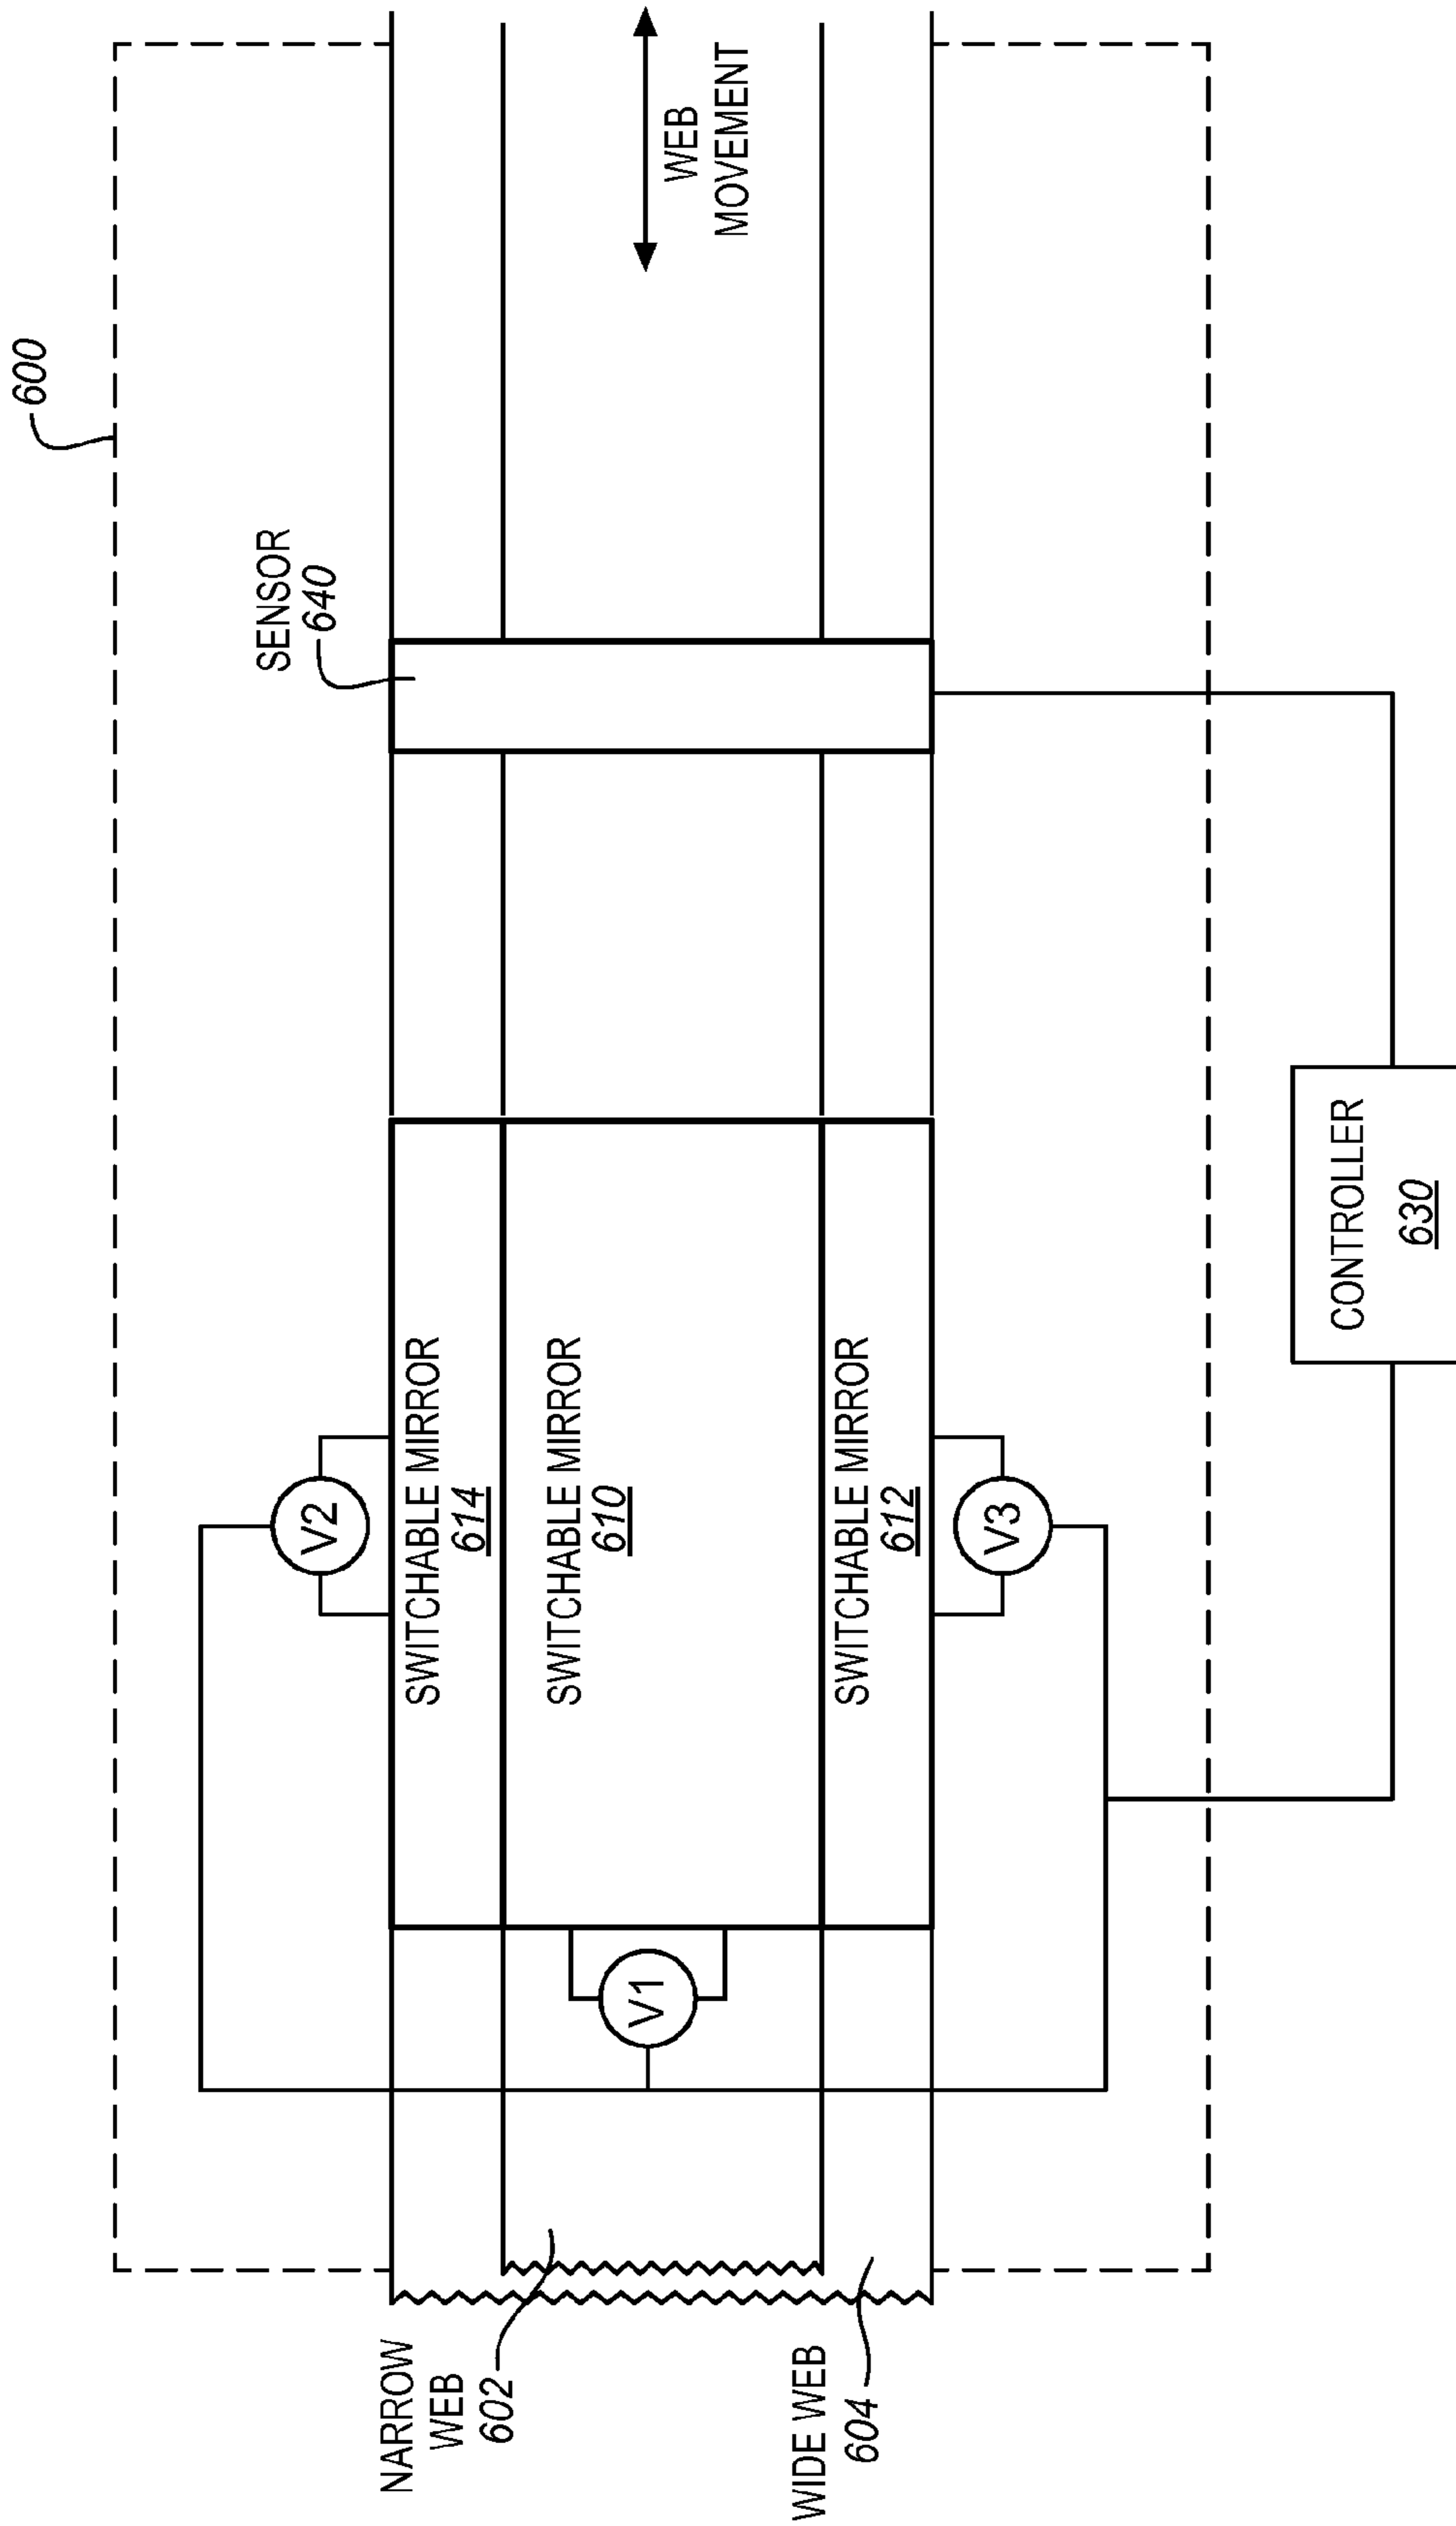 600
SENSOR
640
WEB
MOVEMENT
V2
SWITCHABLE MIRROR
614
SWITCHABLE MIRROR
610
SWITCHABLE MIRROR
612
V3
V1
NARROW
WEB
602
WIDE WEB
604
CONTROLLER
630